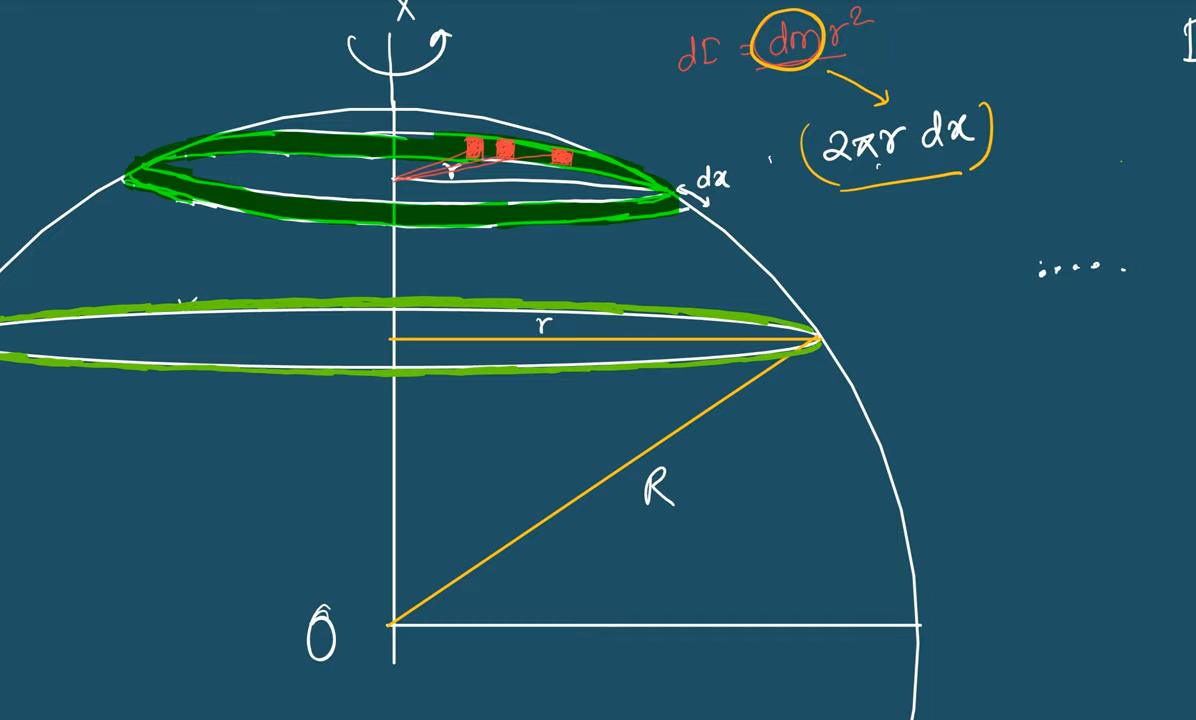 X
dI = dm r²
(2πr dx)
r
dx
.....
r
R
O